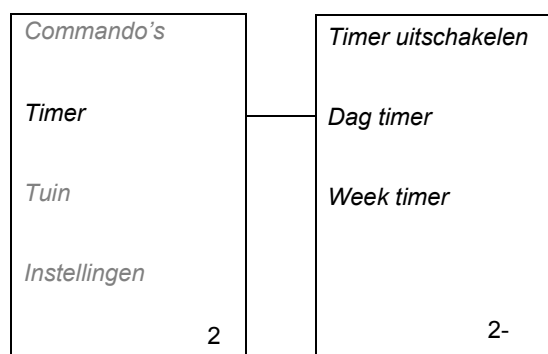 Commando’s
Timer
Tuin
Instellingen
2
Timer uitschakelen
Dag timer
Week timer
2-